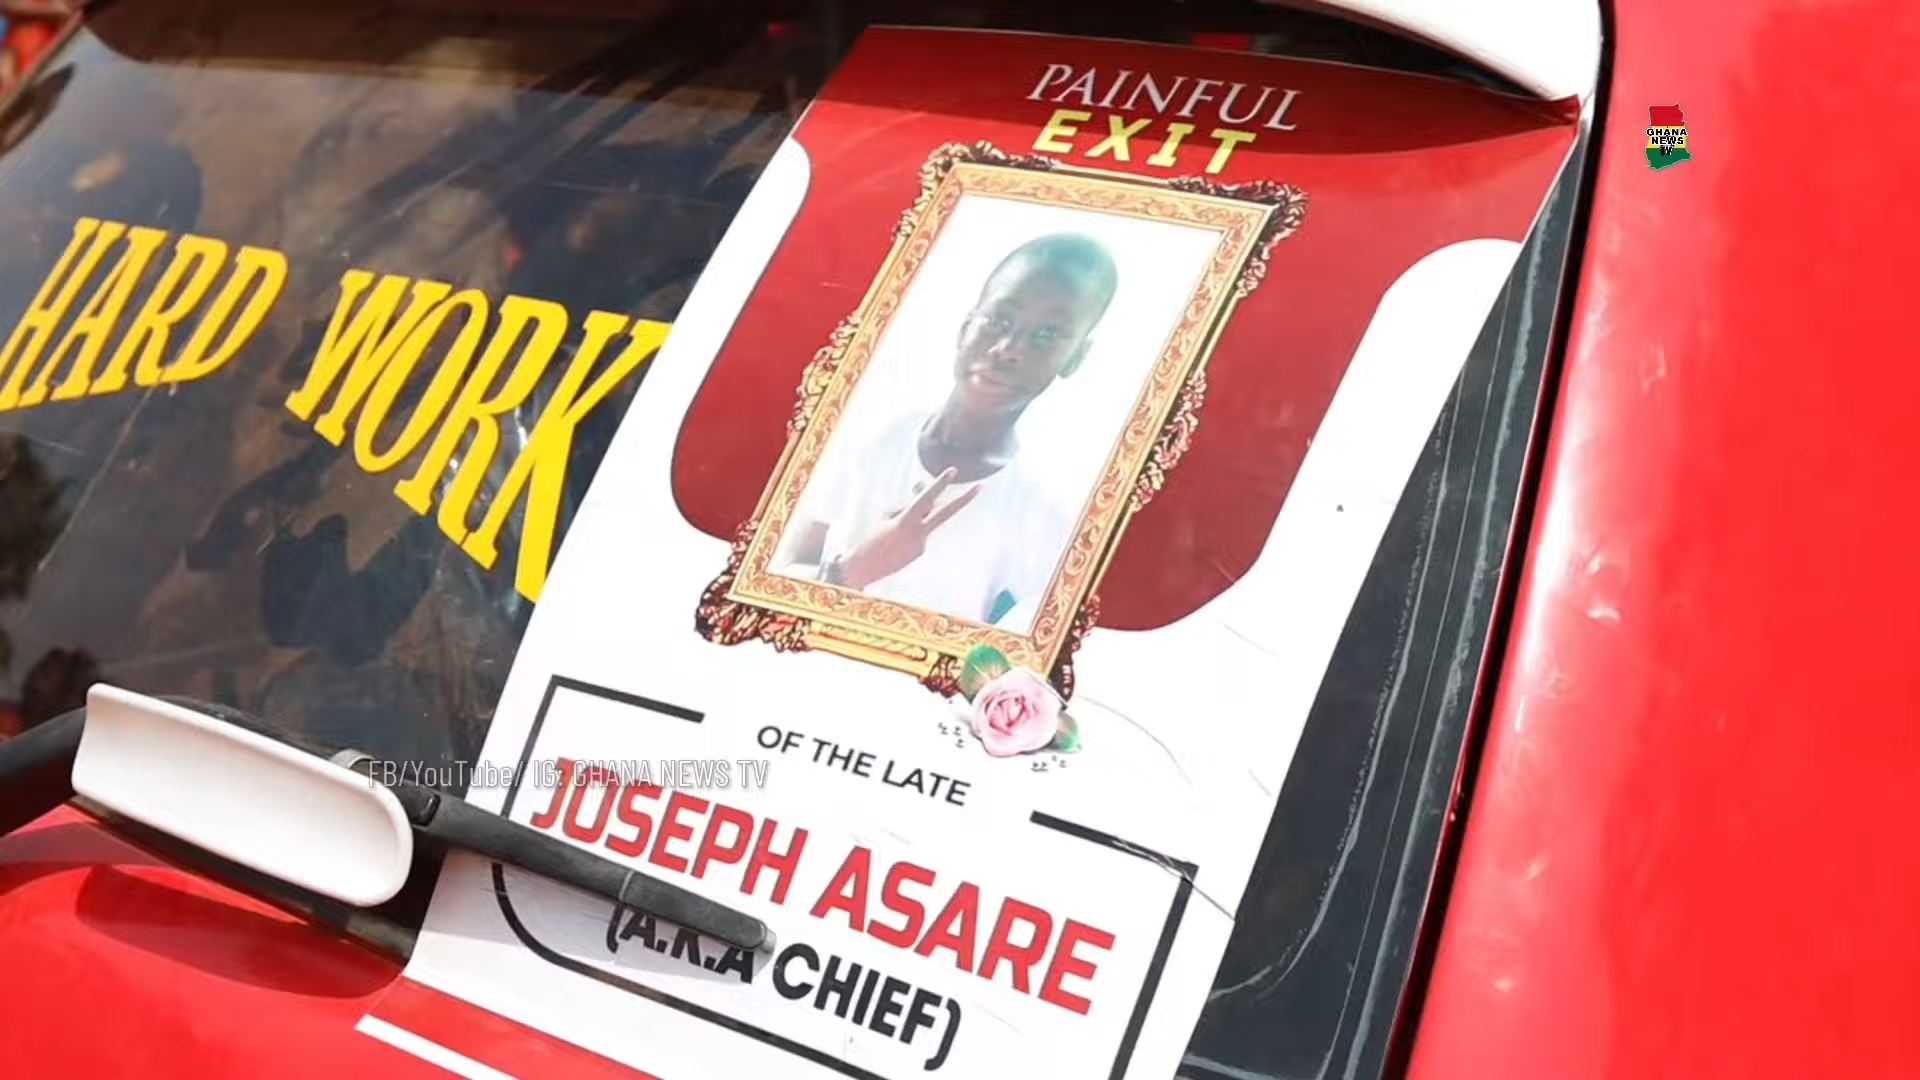 HARD WORK
PAINFUL
EXIT
OF THE LATE
JOSEPH ASARE
(A.K.A CHIEF)
GHANA
NEWS
TV
FB/YouTube/ IG: GHANA NEWS TV